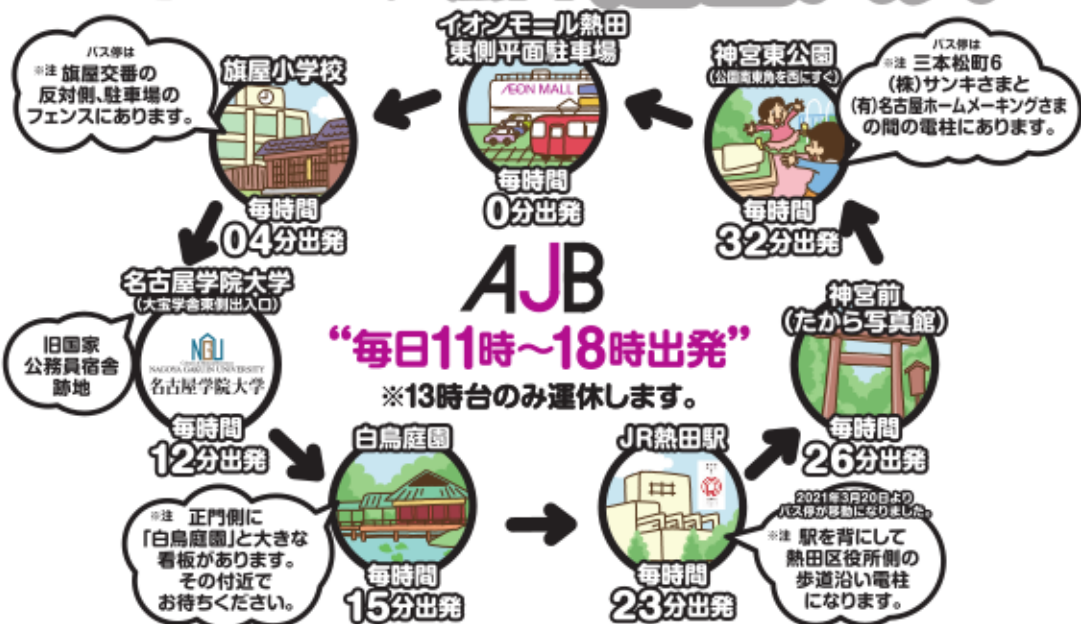 イオンモール熱田
東側平面駐車場
ÆON MALL
毎時間
0分出発
旗屋小学校
毎時間
04分出発
バス停は
※注 旗屋交番の
反対側、駐車場の
フェンスにあります。
名古屋学院大学
(大宝学舎東側出入口)
NGU
NAGOYA GAKUIN UNIVERSITY
名古屋学院大学
毎時間
12分出発
旧国家
公務員宿舎
跡地
白鳥庭園
毎時間
15分出発
※注 正門側に
「白鳥庭園」と大きな
看板があります。
その付近で
お待ちください。
JR熱田駅
毎時間
23分出発
2021年3月20日より
バス停が移動になりました。
※注 駅を背にして
熱田区役所側の
歩道沿い電柱
になります。
神宮前
(たから写真館)
毎時間
26分出発
神宮東公園
(公園南東角を西にすぐ)
毎時間
32分出発
バス停は
※注 三本松町6
(株)サンキさまと
(有)名古屋ホームメーキングさま
の間の電柱にあります。
AJB
“毎日11時~18時出発”
※13時台のみ運休します。